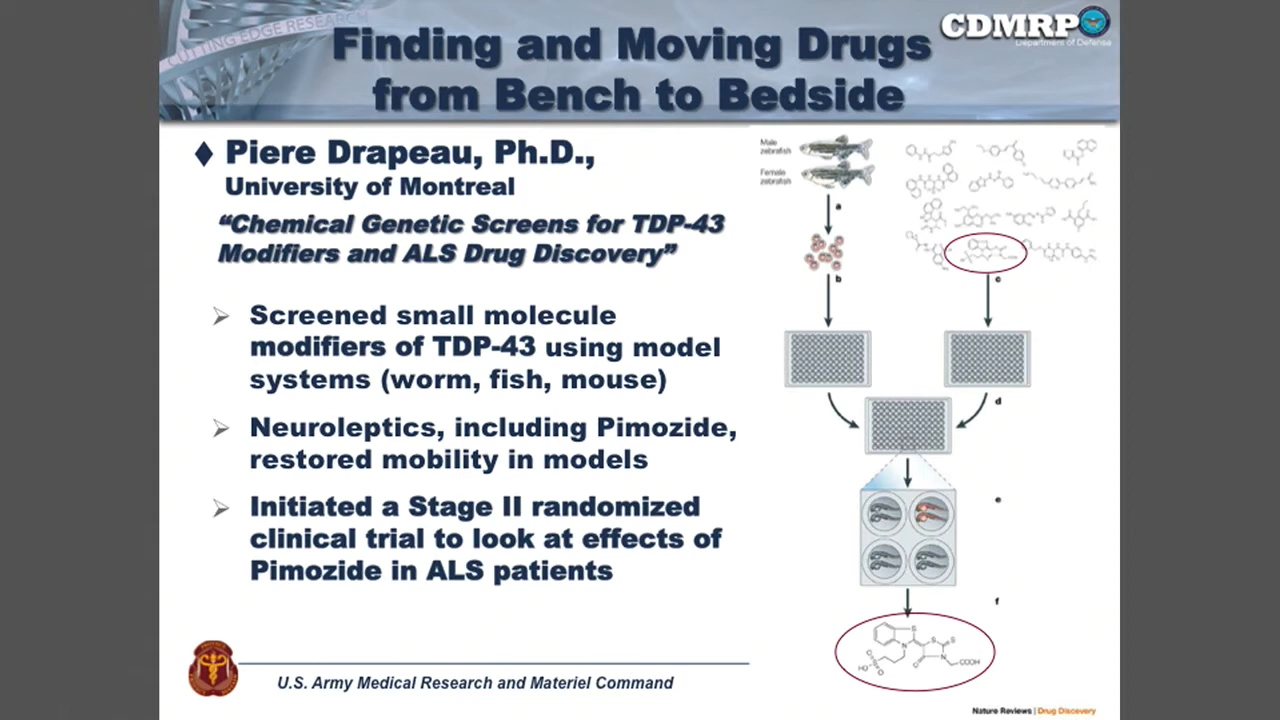 CUTTING EDGE RESEARCH
CDMRP
Department of Defense
Finding and Moving Drugs
from Bench to Bedside
Piere Drapeau, Ph.D.,
University of Montreal
“Chemical Genetic Screens for TDP-43
Modifiers and ALS Drug Discovery”
Screened small molecule
modifiers of TDP-43 using model
systems (worm, fish, mouse)
Neuroleptics, including Pimozide,
restored mobility in models
Initiated a Stage II randomized
clinical trial to look at effects of
Pimozide in ALS patients
U.S. Army Medical Research and Materiel Command
Male
zebrafish
Female
zebrafish
a
b
c
d
e
f
S
N
S
S
N
O
COOH
O
S
HO
O
Nature Reviews | Drug Discovery